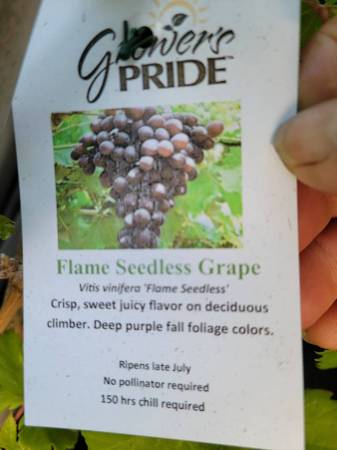 Grower's
PRIDE™
Flame Seedless Grape
Vitis vinifera 'Flame Seedless'
Crisp, sweet juicy flavor on deciduous
climber. Deep purple fall foliage colors.
Ripens late July
No pollinator required
150 hrs chill required